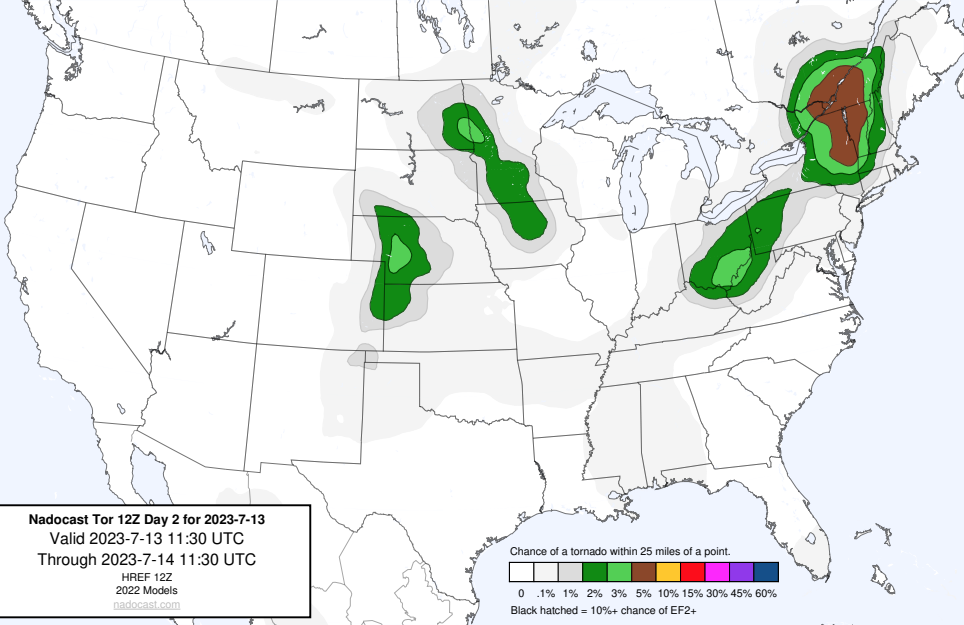 Nadocast Tor 12Z Day 2 for 2023-7-13
Valid 2023-7-13 11:30 UTC
Through 2023-7-14 11:30 UTC
HREF 12Z
2022 Models
nadocast.com
Chance of a tornado within 25 miles of a point.
0 .1% 1% 2% 3% 5% 10% 15% 30% 45% 60%
Black hatched = 10%+ chance of EF2+